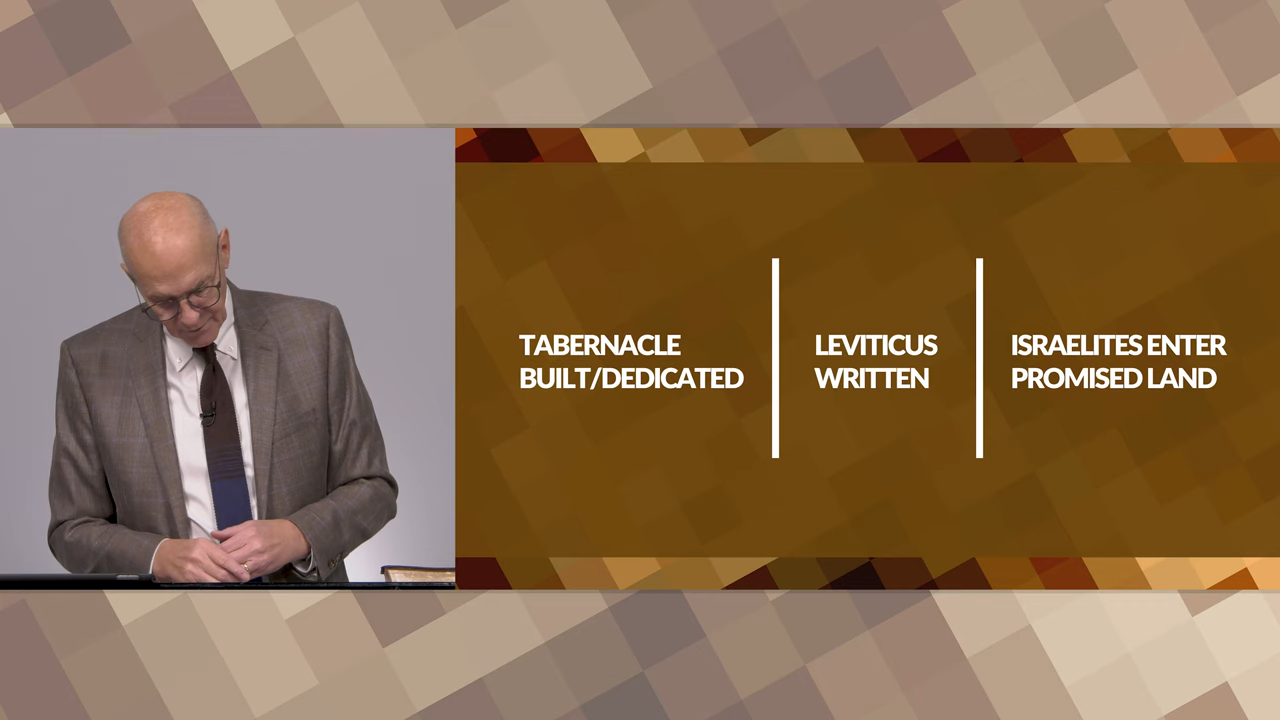 TABERNACLE
BUILT/DEDICATED
LEVITICUS
WRITTEN
ISRAELITES ENTER
PROMISED LAND